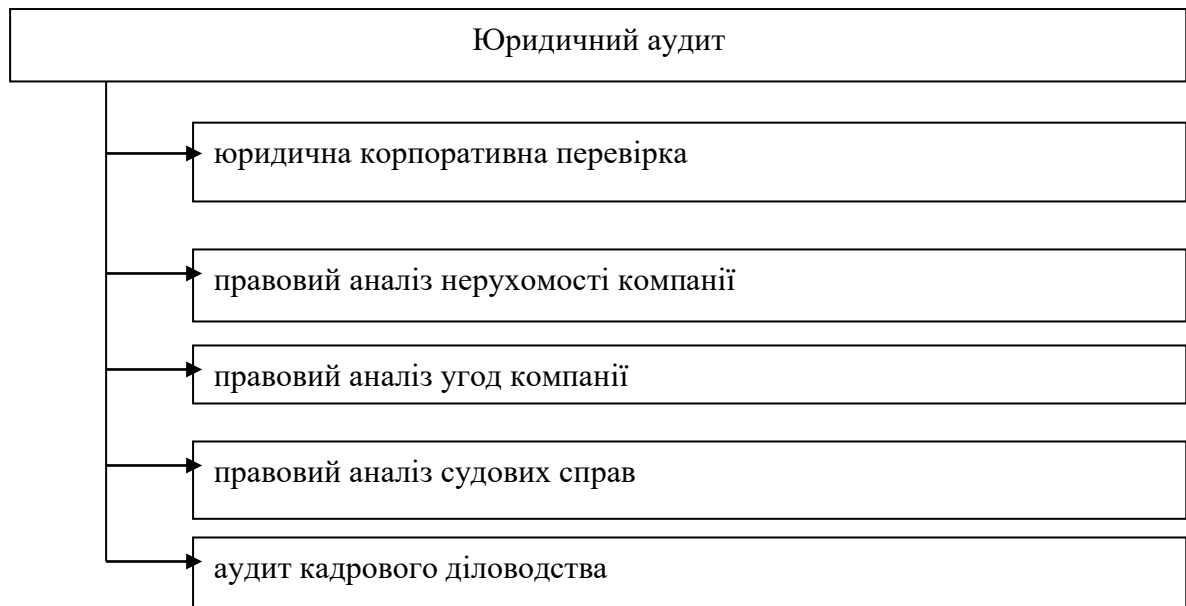 Юридичний аудит
юридична корпоративна перевірка
правовий аналіз нерухомості компанії
правовий аналіз угод компанії
правовий аналіз судових справ
аудит кадрового діловодства